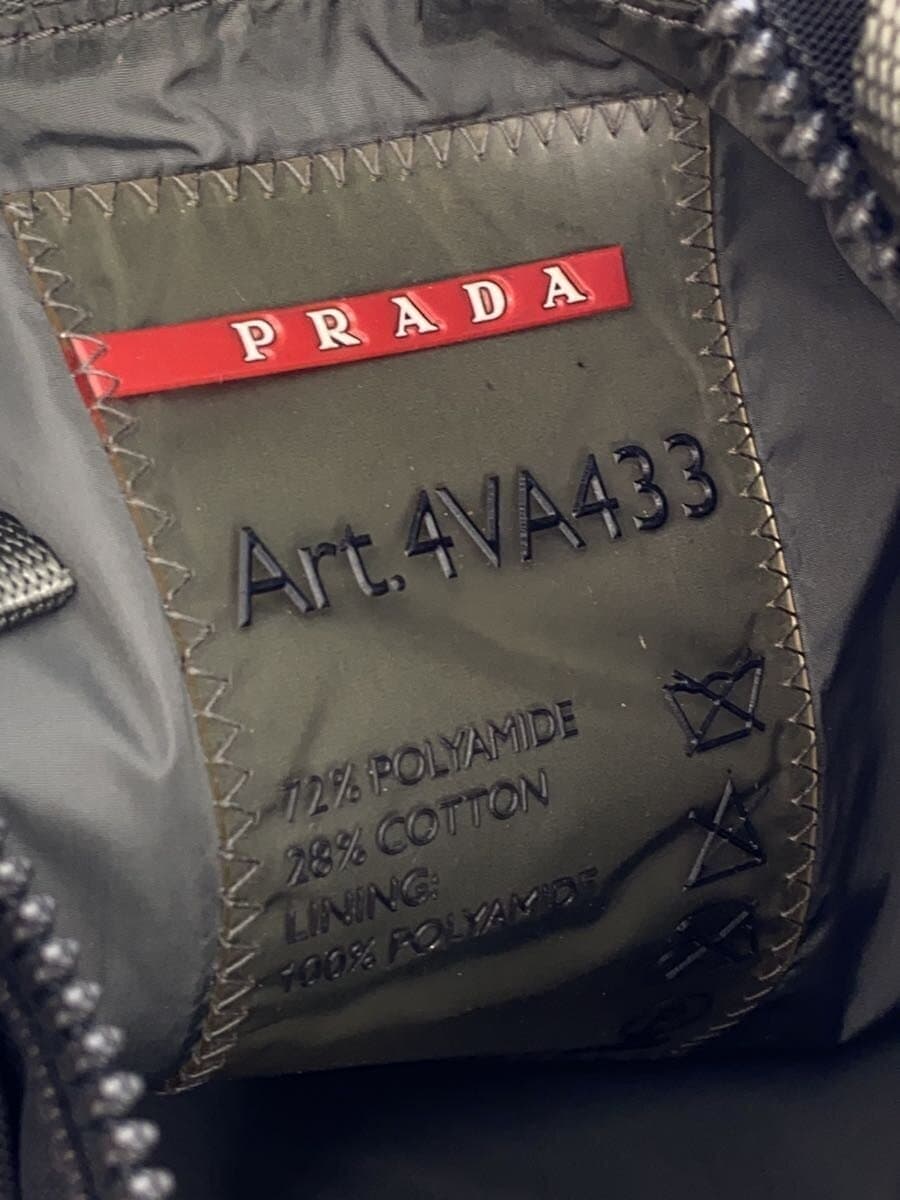 PRADA
Art.4VA433
72% POLYAMIDE
28% COTTON
LINING:
100% POLYAMIDE